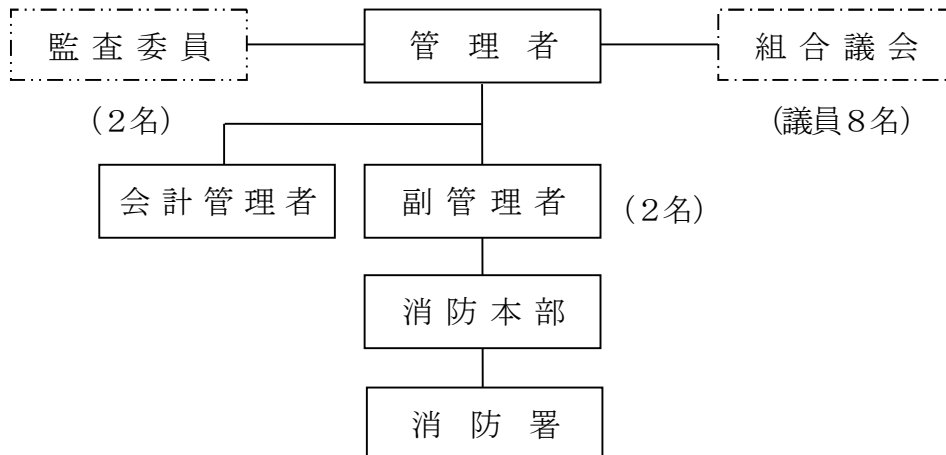 監査委員
管理者
組合議会
（２名）
(議員８名)
会計管理者
副管理者
（２名）
消防本部
消防署